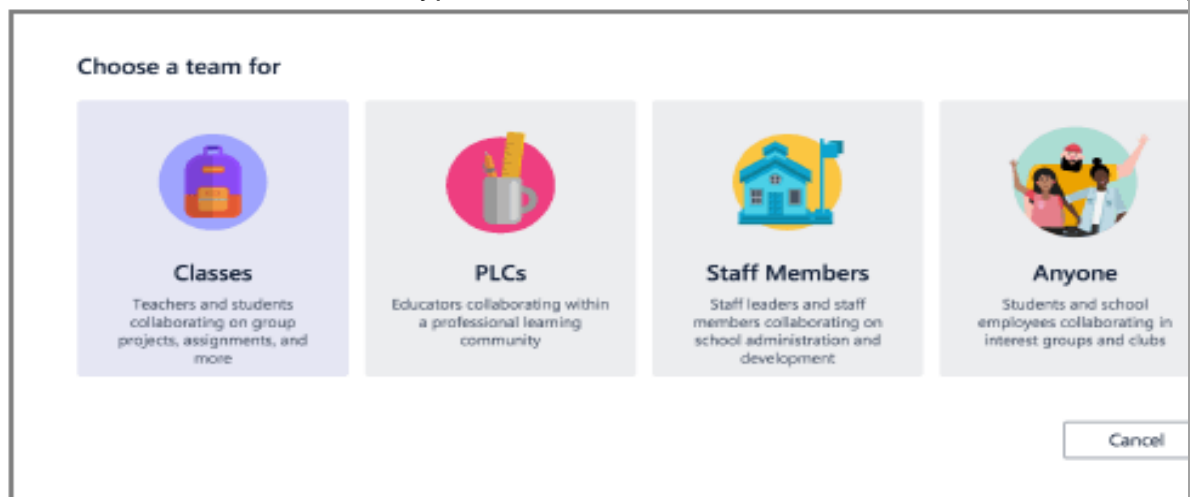 Choose a team for
Classes
Teachers and students
collaborating on group
projects, assignments, and
more
PLCs
Educators collaborating within
a professional learning
community
Staff Members
Staff leaders and staff
members collaborating on
school administration and
development
Anyone
Students and school
employees collaborating in
interest groups and clubs
Cancel